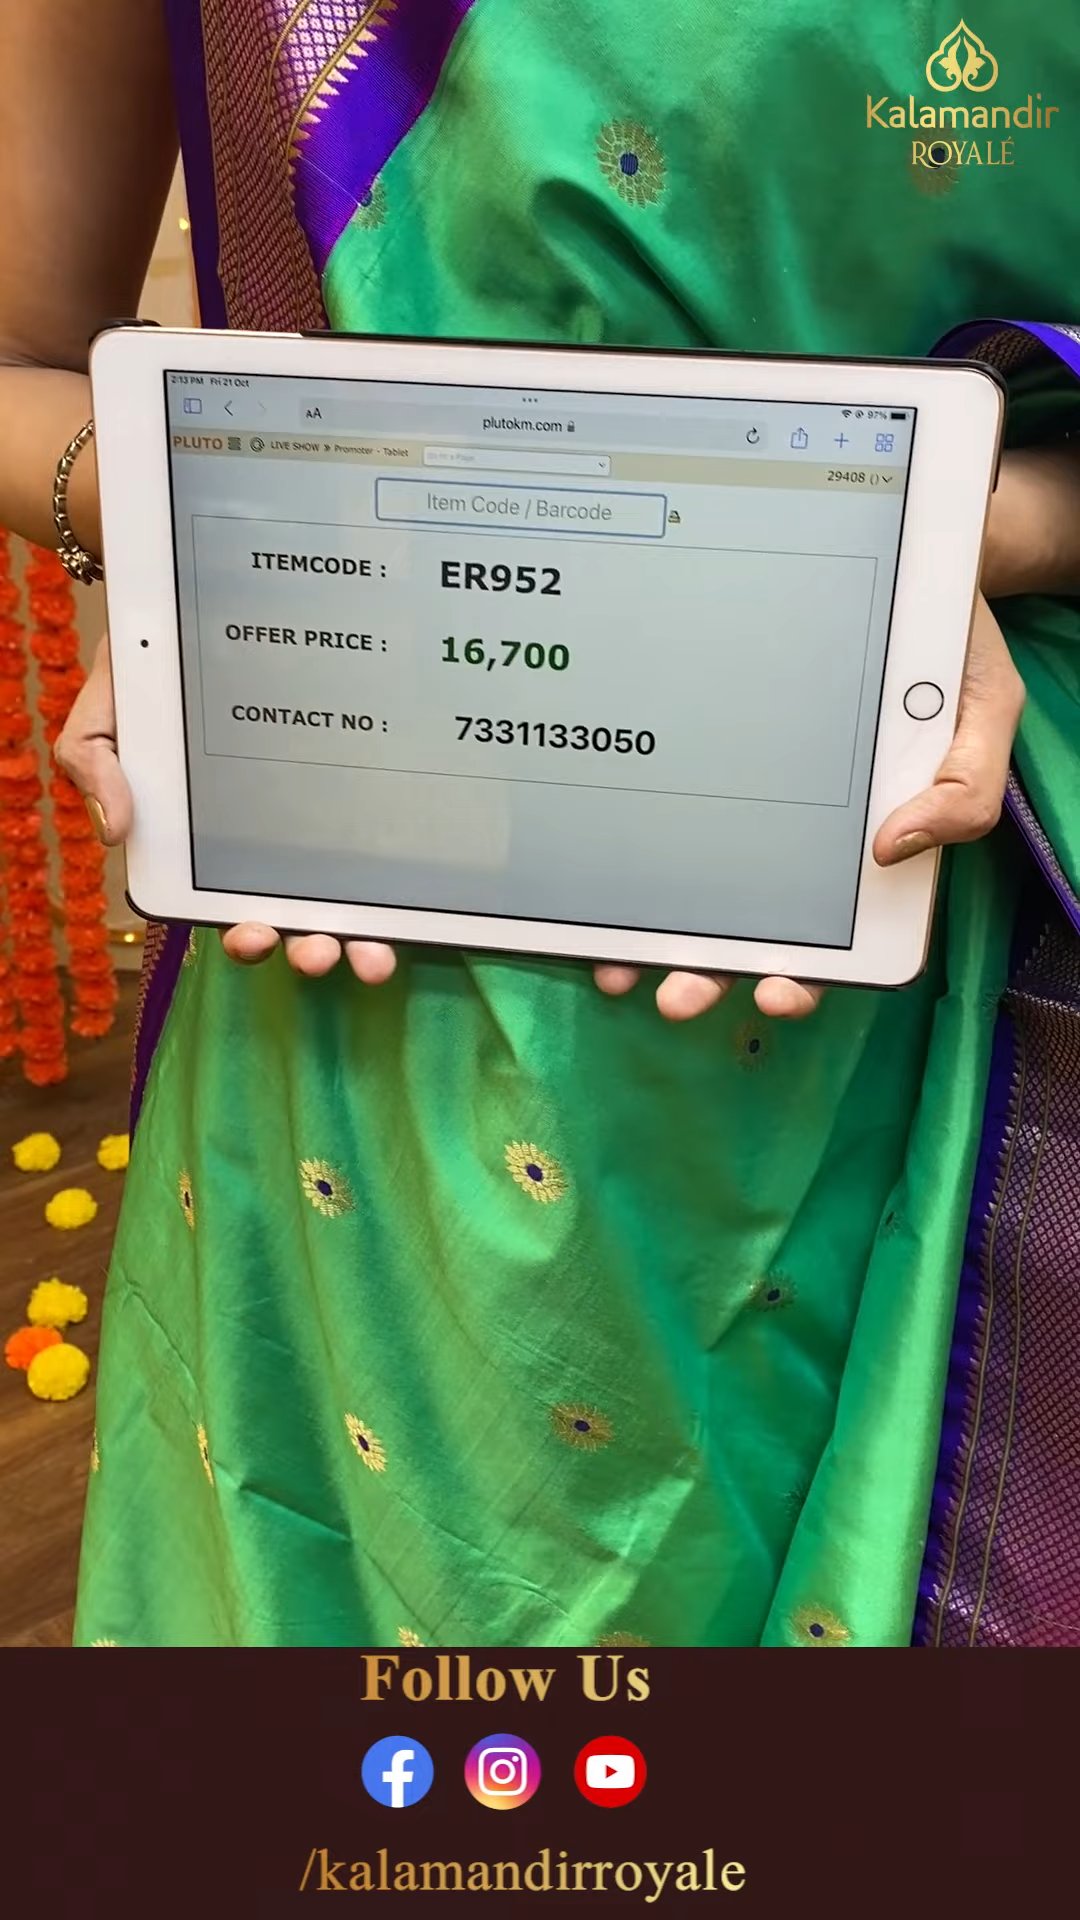 Kalamandir
ROYALÉ
2:13 PM Fri 21 Oct
97%
AA
plutokm.com
PLUTO LIVE SHOW » Promoter - Tablet
29408 ()
Item Code / Barcode
ITEMCODE : ER952
OFFER PRICE : 16,700
CONTACT NO : 7331133050
Follow Us
/kalamandirroyale